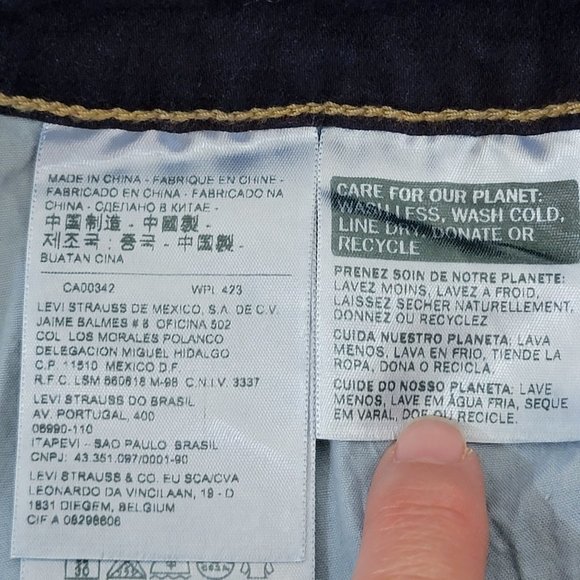 MADE IN CHINA - FABRIQUE EN CHINE -
FABRICADO EN CHINA - FABRICADO NA
CHINA - СДЕЛАНО В КИТАЕ -
中国制造 - 中國製 -
제조국 : 중국 - 中国製 -
BUATAN CINA
CA00342 WPL 423
LEVI STRAUSS DE MEXICO, S.A. DE C.V.
JAIME BALMES # 8 OFICINA 502
COL LOS MORALES POLANCO
DELEGACION MIGUEL HIDALGO
C.P. 11510 MEXICO D.F.
R.F.C. LSM 860618 M-98 C.N.I.V. 3337
LEVI STRAUSS DO BRASIL
AV. PORTUGAL, 400
06690-110
ITAPEVI - SAO PAULO BRASIL
CNPJ: 43.351.097/0001-90
LEVI STRAUSS & CO. EU SCA/CVA
LEONARDO DA VINCILAAN, 19 - D
1831 DIEGEM, BELGIUM
CIF A 08298606
CARE FOR OUR PLANET:
WASH LESS, WASH COLD,
LINE DRY, DONATE OR
RECYCLE
PRENEZ SOIN DE NOTRE PLANETE:
LAVEZ MOINS, LAVEZ A FROID,
LAISSEZ SECHER NATURELLEMENT,
DONNEZ OU RECYCLEZ
CUIDA NUESTRO PLANETA: LAVA
MENOS, LAVA EN FRIO, TIENDE LA
ROPA, DONA O RECICLA.
CUIDE DO NOSSO PLANETA: LAVE
MENOS, LAVE EM ÁGUA FRIA, SEQUE
EM VARAL, DOE OU RECICLE.